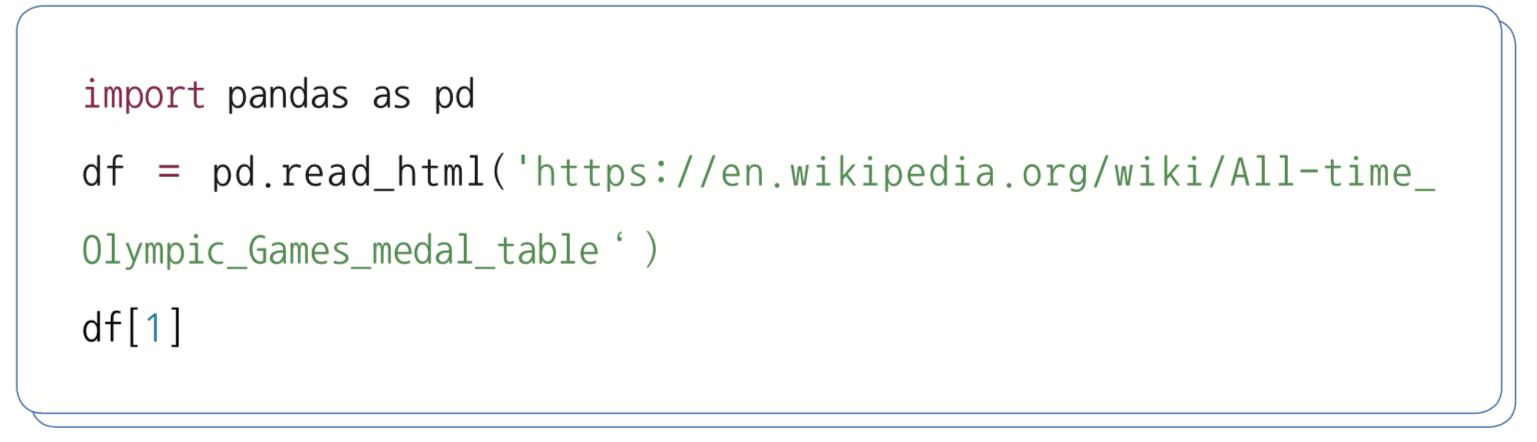 import pandas as pd
df = pd.read_html('https://en.wikipedia.org/wiki/All-time_
Olympic_Games_medal_table ‘ )
df[1]